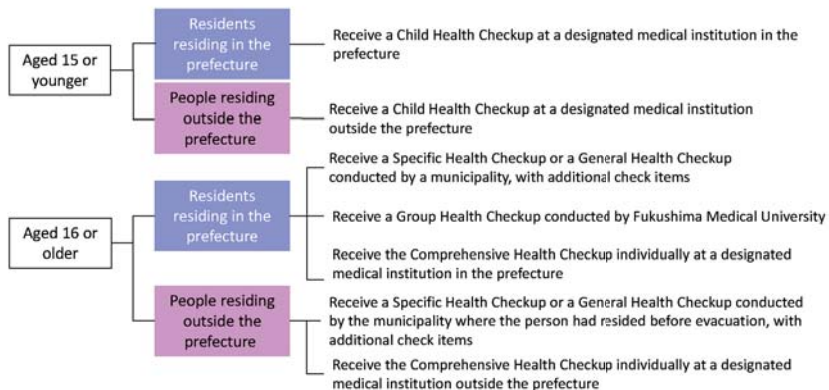 Aged 15 or
younger
Residents
residing in the
prefecture
Receive a Child Health Checkup at a designated medical institution in the
prefecture
People residing
outside the
prefecture
Receive a Child Health Checkup at a designated medical institution
outside the prefecture
Aged 16 or
older
Residents
residing in the
prefecture
Receive a Specific Health Checkup or a General Health Checkup
conducted by a municipality, with additional check items
Receive a Group Health Checkup conducted by Fukushima Medical University
Receive the Comprehensive Health Checkup individually at a designated
medical institution in the prefecture
People residing
outside the
prefecture
Receive a Specific Health Checkup or a General Health Checkup conducted
by the municipality where the person had resided before evacuation, with
additional check items
Receive the Comprehensive Health Checkup individually at a designated
medical institution outside the prefecture